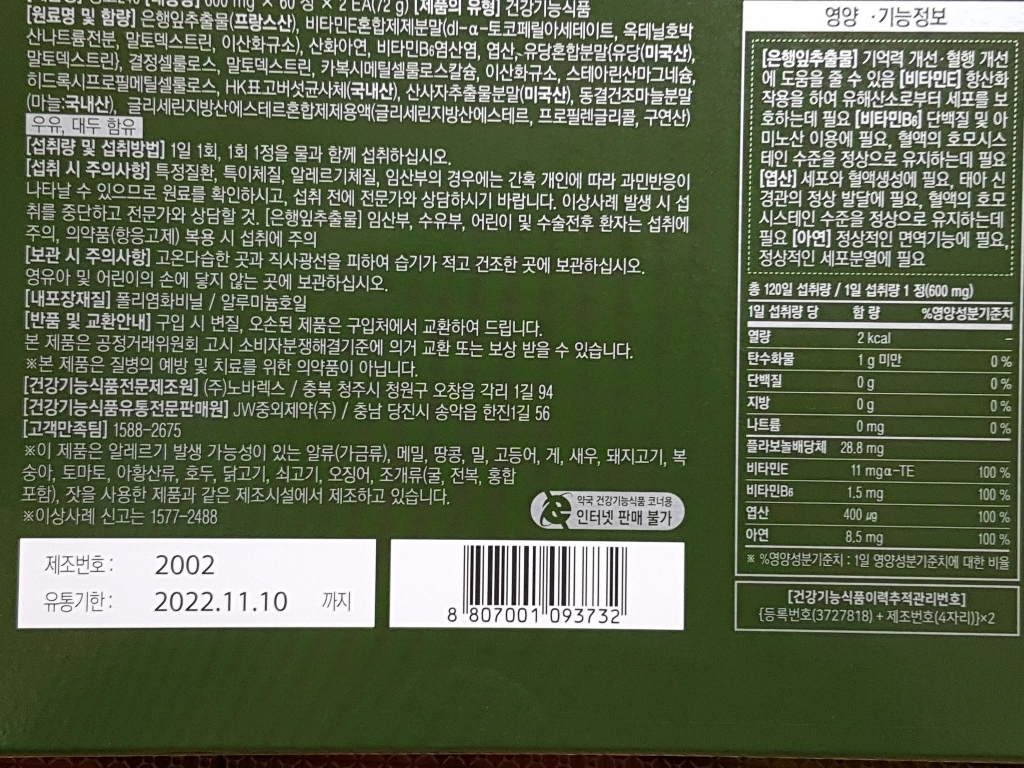 600 mg × 60 정 × 2 EA(72 g) [제품의 유형] 건강기능식품
[원료명 및 함량] 은행잎추출물(프랑스산), 비타민E혼합제제분말(dl-α-토코페릴아세테이트, 옥테닐호박
산나트륨전분, 말토덱스트린, 이산화규소), 산화아연, 비타민B6염산염, 엽산, 유당혼합분말(유당(미국산),
말토덱스트린), 결정셀룰로스, 말토덱스트린, 카복시메틸셀룰로스칼슘, 이산화규소, 스테아린산마그네슘,
히드록시프로필메틸셀룰로스, HK표고버섯균사체(국내산), 산사자추출물분말(미국산), 동결건조마늘분말
(마늘:국내산), 글리세린지방산에스테르혼합제제용액(글리세린지방산에스테르, 프로필렌글리콜, 구연산)
우유, 대두 함유
[섭취량 및 섭취방법] 1일 1회, 1회 1정을 물과 함께 섭취하십시오.
[섭취 시 주의사항] 특정질환, 특이체질, 알레르기체질, 임산부의 경우에는 간혹 개인에 따라 과민반응이
나타날 수 있으므로 원료를 확인하시고, 섭취 전에 전문가와 상담하시기 바랍니다. 이상사례 발생 시 섭
취를 중단하고 전문가와 상담할 것. [은행잎추출물] 임산부, 수유부, 어린이 및 수술전후 환자는 섭취에
주의, 의약품(항응고제) 복용 시 섭취에 주의
[보관 시 주의사항] 고온다습한 곳과 직사광선을 피하여 습기가 적고 건조한 곳에 보관하십시오.
영유아 및 어린이의 손에 닿지 않는 곳에 보관하십시오.
[내포장재질] 폴리염화비닐 / 알루미늄호일
[반품 및 교환안내] 구입 시 변질, 오손된 제품은 구입처에서 교환하여 드립니다.
본 제품은 공정거래위원회 고시 소비자분쟁해결기준에 의거 교환 또는 보상 받을 수 있습니다.
※본 제품은 질병의 예방 및 치료를 위한 의약품이 아닙니다.
[건강기능식품전문제조원] (주)노바렉스 / 충북 청주시 청원구 오창읍 각리 1길 94
[건강기능식품유통전문판매원] JW중외제약(주) / 충남 당진시 송악읍 한진1길 56
[고객만족팀] 1588-2675
※이 제품은 알레르기 발생 가능성이 있는 알류(가금류), 메밀, 땅콩, 밀, 고등어, 게, 새우, 돼지고기, 복
숭아, 토마토, 아황산류, 호두, 닭고기, 쇠고기, 오징어, 조개류(굴, 전복, 홍합
포함), 잣을 사용한 제품과 같은 제조시설에서 제조하고 있습니다.
※이상사례 신고는 1577-2488
약국 건강기능식품 코너용
인터넷 판매 불가
제조번호: 2002
유통기한: 2022.11.10 까지
8 807001 093732
영양·기능정보
[은행잎추출물] 기억력 개선·혈행 개선
에 도움을 줄 수 있음 [비타민E] 항산화
작용을 하여 유해산소로부터 세포를 보
호하는데 필요 [비타민B6] 단백질 및 아
미노산 이용에 필요, 혈액의 호모시스
테인 수준을 정상으로 유지하는데 필요
[엽산] 세포와 혈액생성에 필요, 태아 신
경관의 정상 발달에 필요, 혈액의 호모
시스테인 수준을 정상으로 유지하는데
필요 [아연] 정상적인 면역기능에 필요,
정상적인 세포분열에 필요
총 120일 섭취량 / 1일 섭취량 1 정(600 mg)
1일 섭취량 당 함 량 %영양성분기준치
열량 2 kcal -
탄수화물 1 g 미만 0 %
단백질 0 g 0 %
지방 0 g 0 %
나트륨 0 mg 0 %
플라보놀배당체 28.8 mg
비타민E 11 mgα-TE 100 %
비타민B6 1.5 mg 100 %
엽산 400 μg 100 %
아연 8.5 mg 100 %
※ %영양성분기준치 : 1일 영양성분기준치에 대한 비율
[건강기능식품이력추적관리번호]
{등록번호(3727818) + 제조번호(4자리)}×2